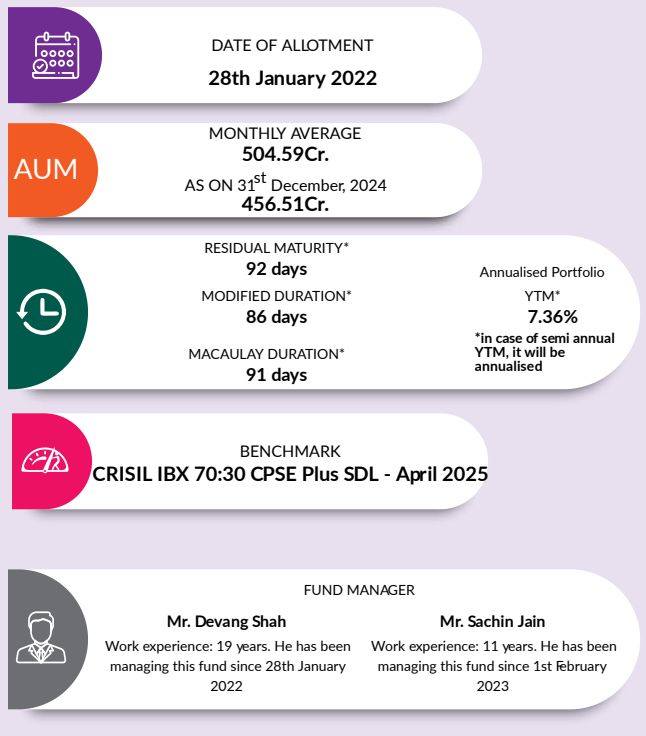 DATE OF ALLOTMENT
28th January 2022
AUM
MONTHLY AVERAGE
504.59Cr.
AS ON 31st December, 2024
456.51Cr.
RESIDUAL MATURITY*
92 days
MODIFIED DURATION*
86 days
MACAULAY DURATION*
91 days
Annualised Portfolio
YTM*
7.36%
*in case of semi annual
YTM, it will be
annualised
BENCHMARK
CRISIL IBX 70:30 CPSE Plus SDL - April 2025
FUND MANAGER
Mr. Devang Shah
Work experience: 19 years. He has been
managing this fund since 28th January
2022
Mr. Sachin Jain
Work experience: 11 years. He has been
managing this fund since 1st February
2023